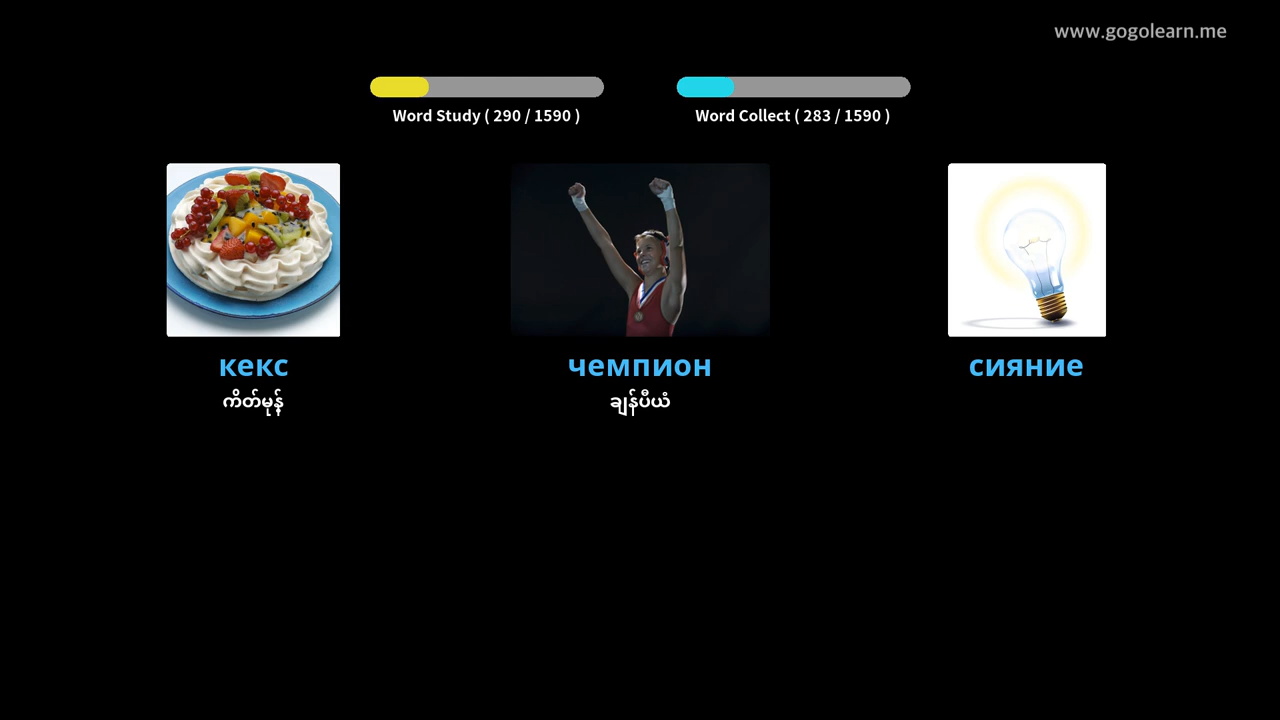 www.gogolearn.me
Word Study ( 290 / 1590 )
Word Collect ( 283 / 1590 )
кекс
чемпион
сияние
ကိတ်မုန့်
ချန်ပီယံ